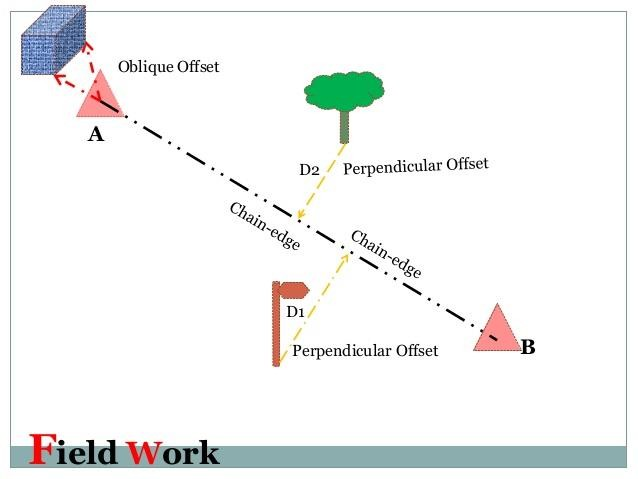 Oblique Offset
A
D2
Perpendicular Offset
Chain-edge
Chain-edge
D1
Perpendicular Offset
B
Field Work